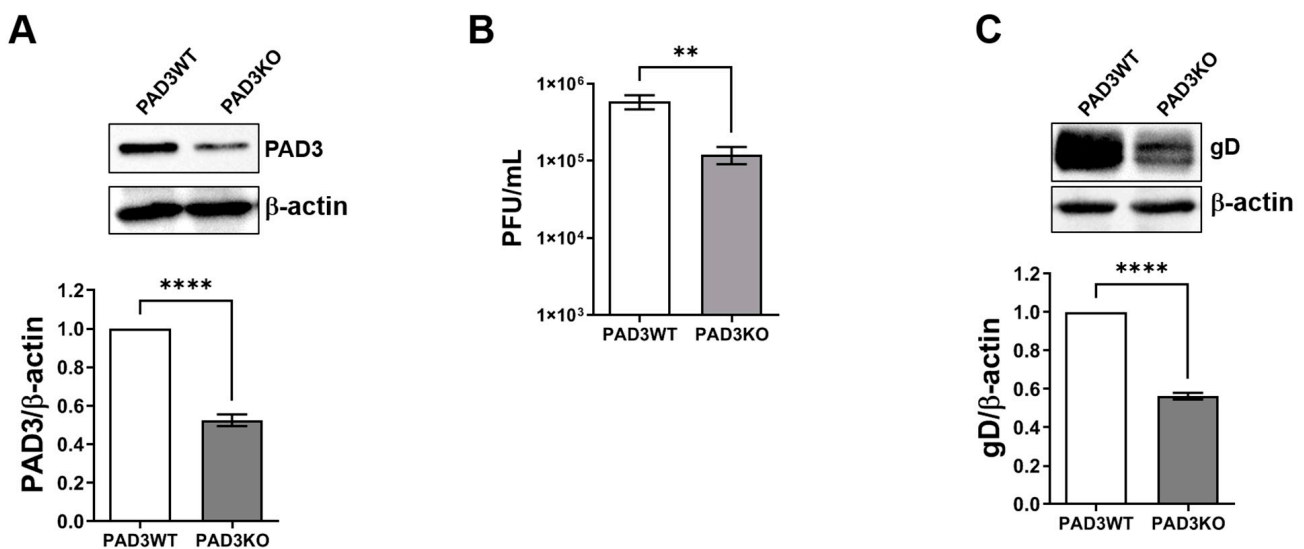 A
PAD3WT
PAD3KO
PAD3
β-actin
****
PAD3/β-actin
1.2
1.0
0.8
0.6
0.4
0.2
0.0
PAD3WT
PAD3KO
B
**
PFU/mL
1×10⁶
1×10⁵
1×10⁴
1×10³
PAD3WT
PAD3KO
C
PAD3WT
PAD3KO
gD
β-actin
****
gD/β-actin
1.2
1.0
0.8
0.6
0.4
0.2
0.0
PAD3WT
PAD3KO